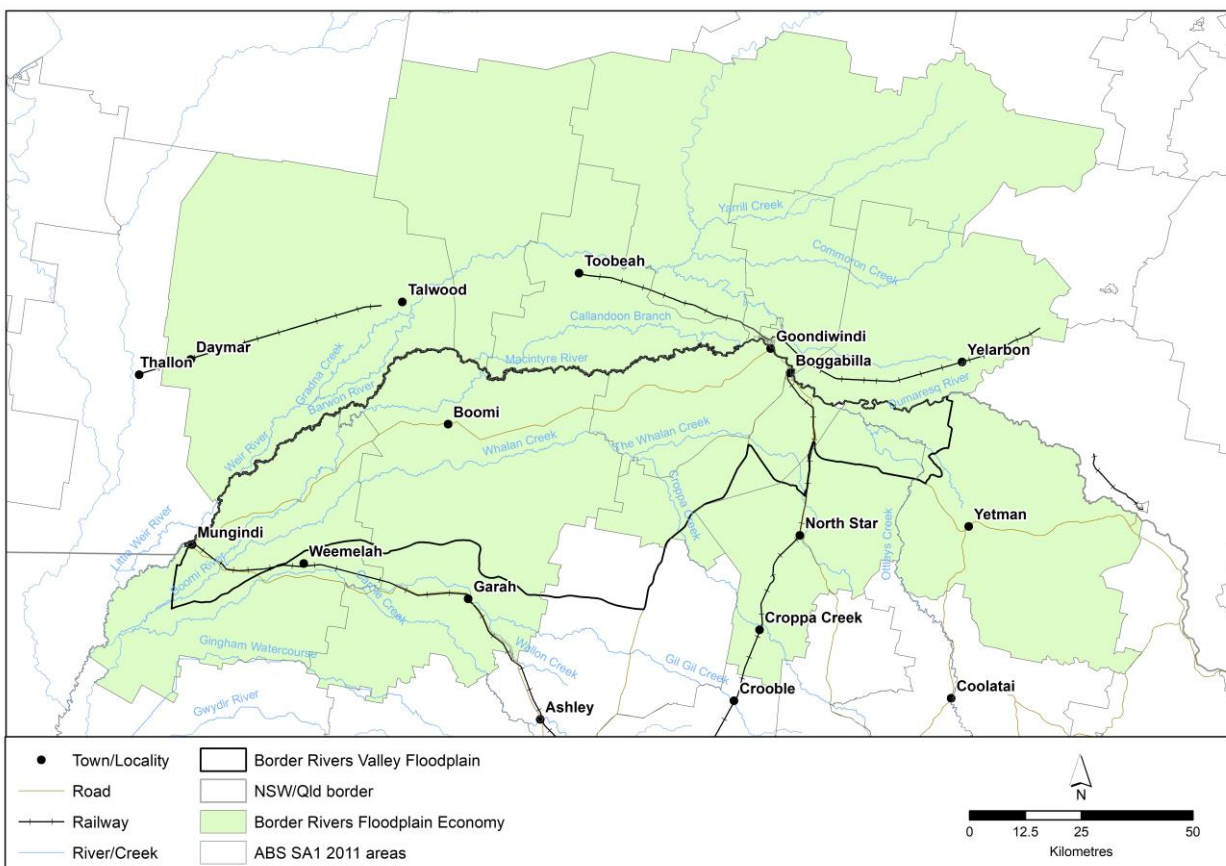 Yarrill Creek
Commoron Creek
Toobeah
Talwood
Callandoon Branch
Goondiwindi
Daymar
Thallon
Gradna Creek
Macintyre River
Boggabilla
Yelarbon
Dumaresq River
Barwon River
Boomi
Weir River
Whalan Creek
The Whalan Creek
Croppa Creek
Little Weir River
Mungindi
Weemelah
Boomi River
North Star
Ottleys Creek
Yetman
Garah
Croppa Creek
Gingham Watercourse
Wallon Creek
Gil Gil Creek
Gwydir River
Ashley
Crooble
Coolatai
Town/Locality
Border Rivers Valley Floodplain
Road
NSW/Qld border
Railway
Border Rivers Floodplain Economy
River/Creek
ABS SA1 2011 areas
N
0 12.5 25 50
Kilometres